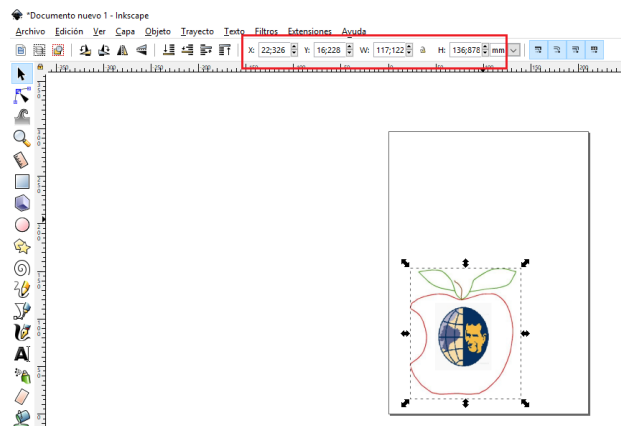 *Documento nuevo 1 - Inkscape
Archivo Edición Ver Capa Objeto Trayecto Texto Filtros Extensiones Ayuda
X: 22;326 Y: 16;228 W: 117;122 H: 136;878 mm